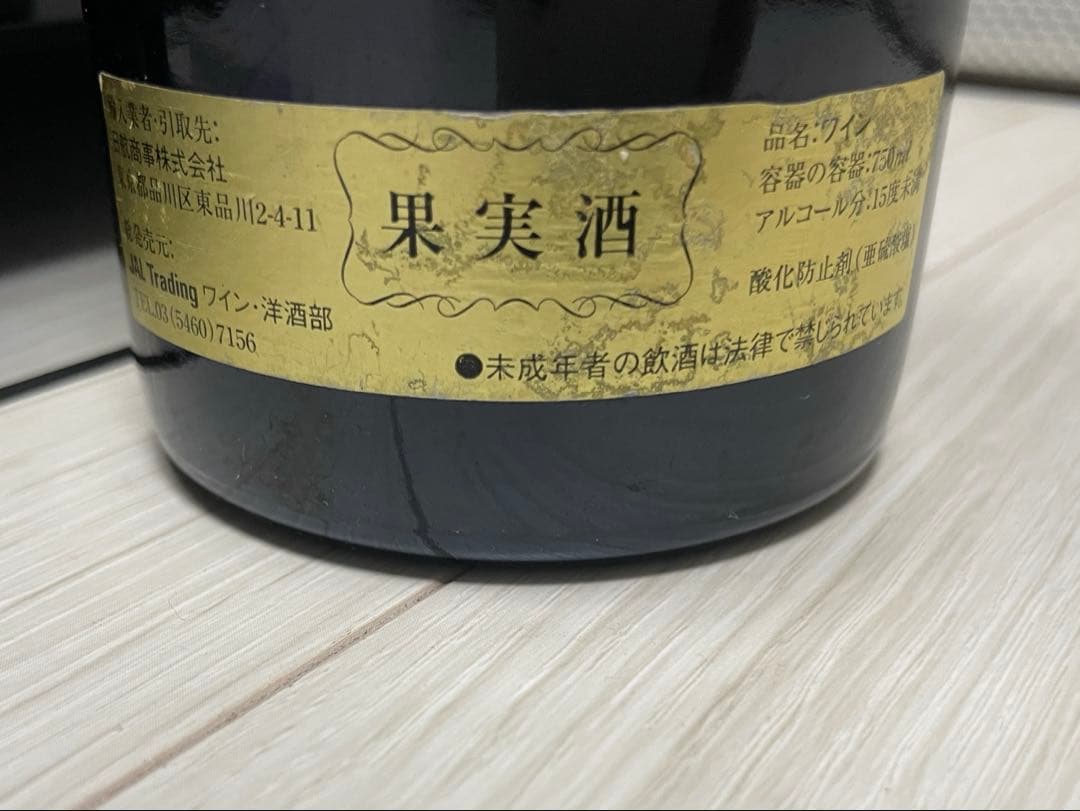 輸入業者・引取先:
日航商事株式会社
東京都品川区東品川2-4-11
総発売元:
JAL Trading ワイン・洋酒部
TEL.03(5460)7156
果実酒
品名:ワイン
容器の容器:750ml
アルコール分:15度未満
酸化防止剤(亜硫酸塩)
●未成年者の飲酒は法律で禁じられています。